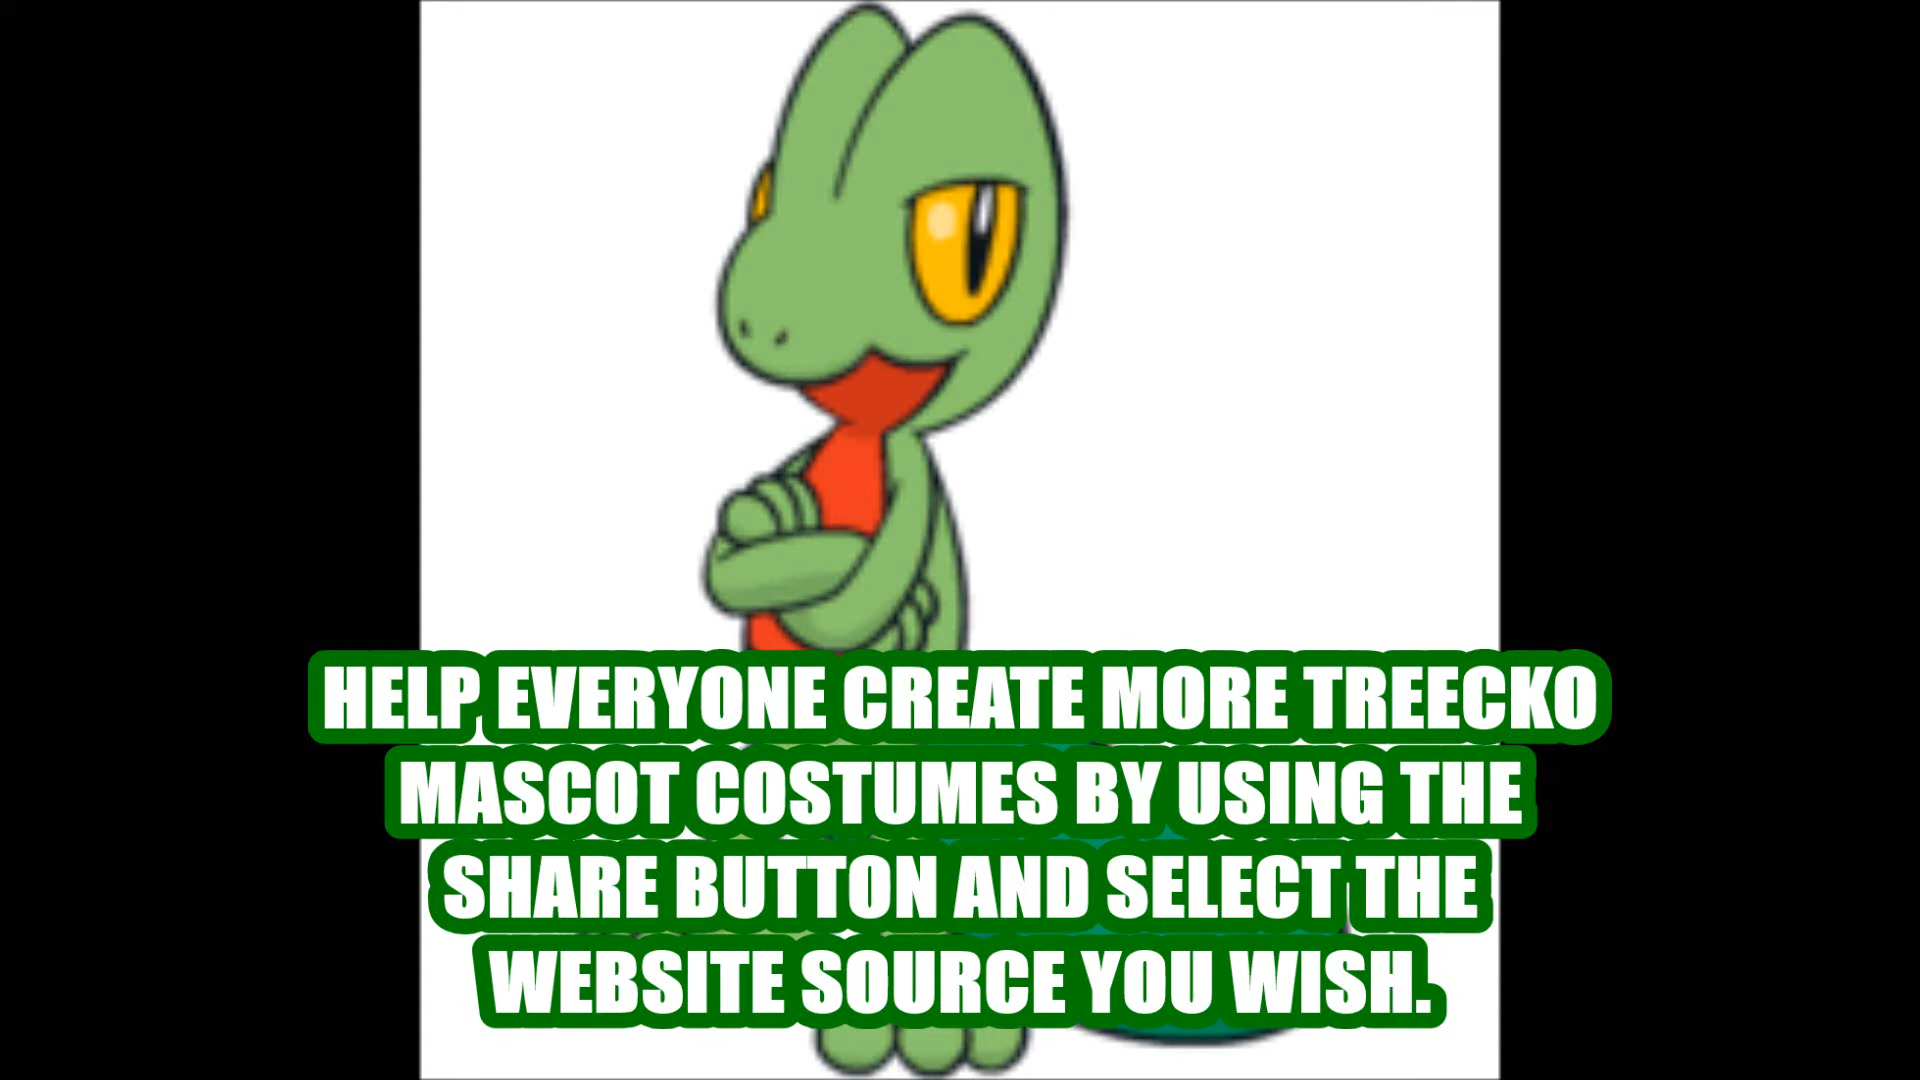 HELP EVERYONE CREATE MORE TREECKO
MASCOT COSTUMES BY USING THE
SHARE BUTTON AND SELECT THE
WEBSITE SOURCE YOU WISH.